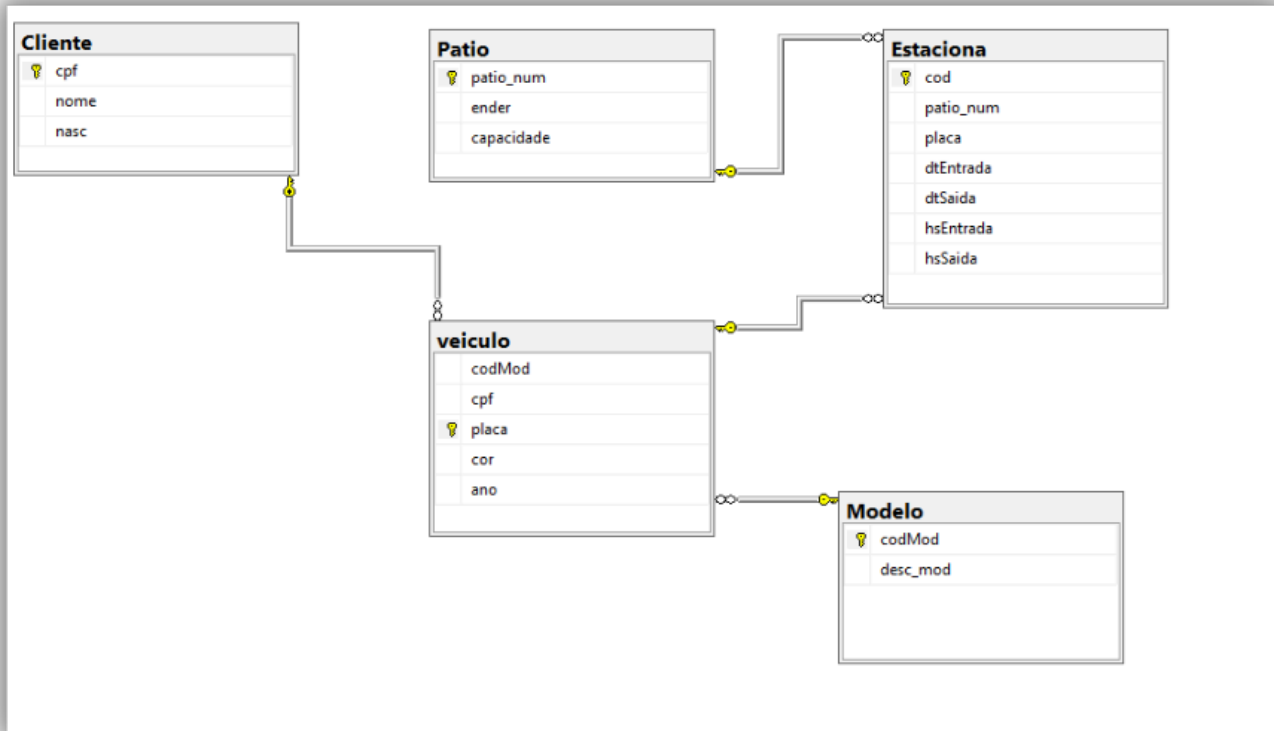 Cliente
cpf
nome
nasc
Patio
patio_num
ender
capacidade
Estaciona
cod
patio_num
placa
dtEntrada
dtSaida
hsEntrada
hsSaida
veiculo
codMod
cpf
placa
cor
ano
Modelo
codMod
desc_mod